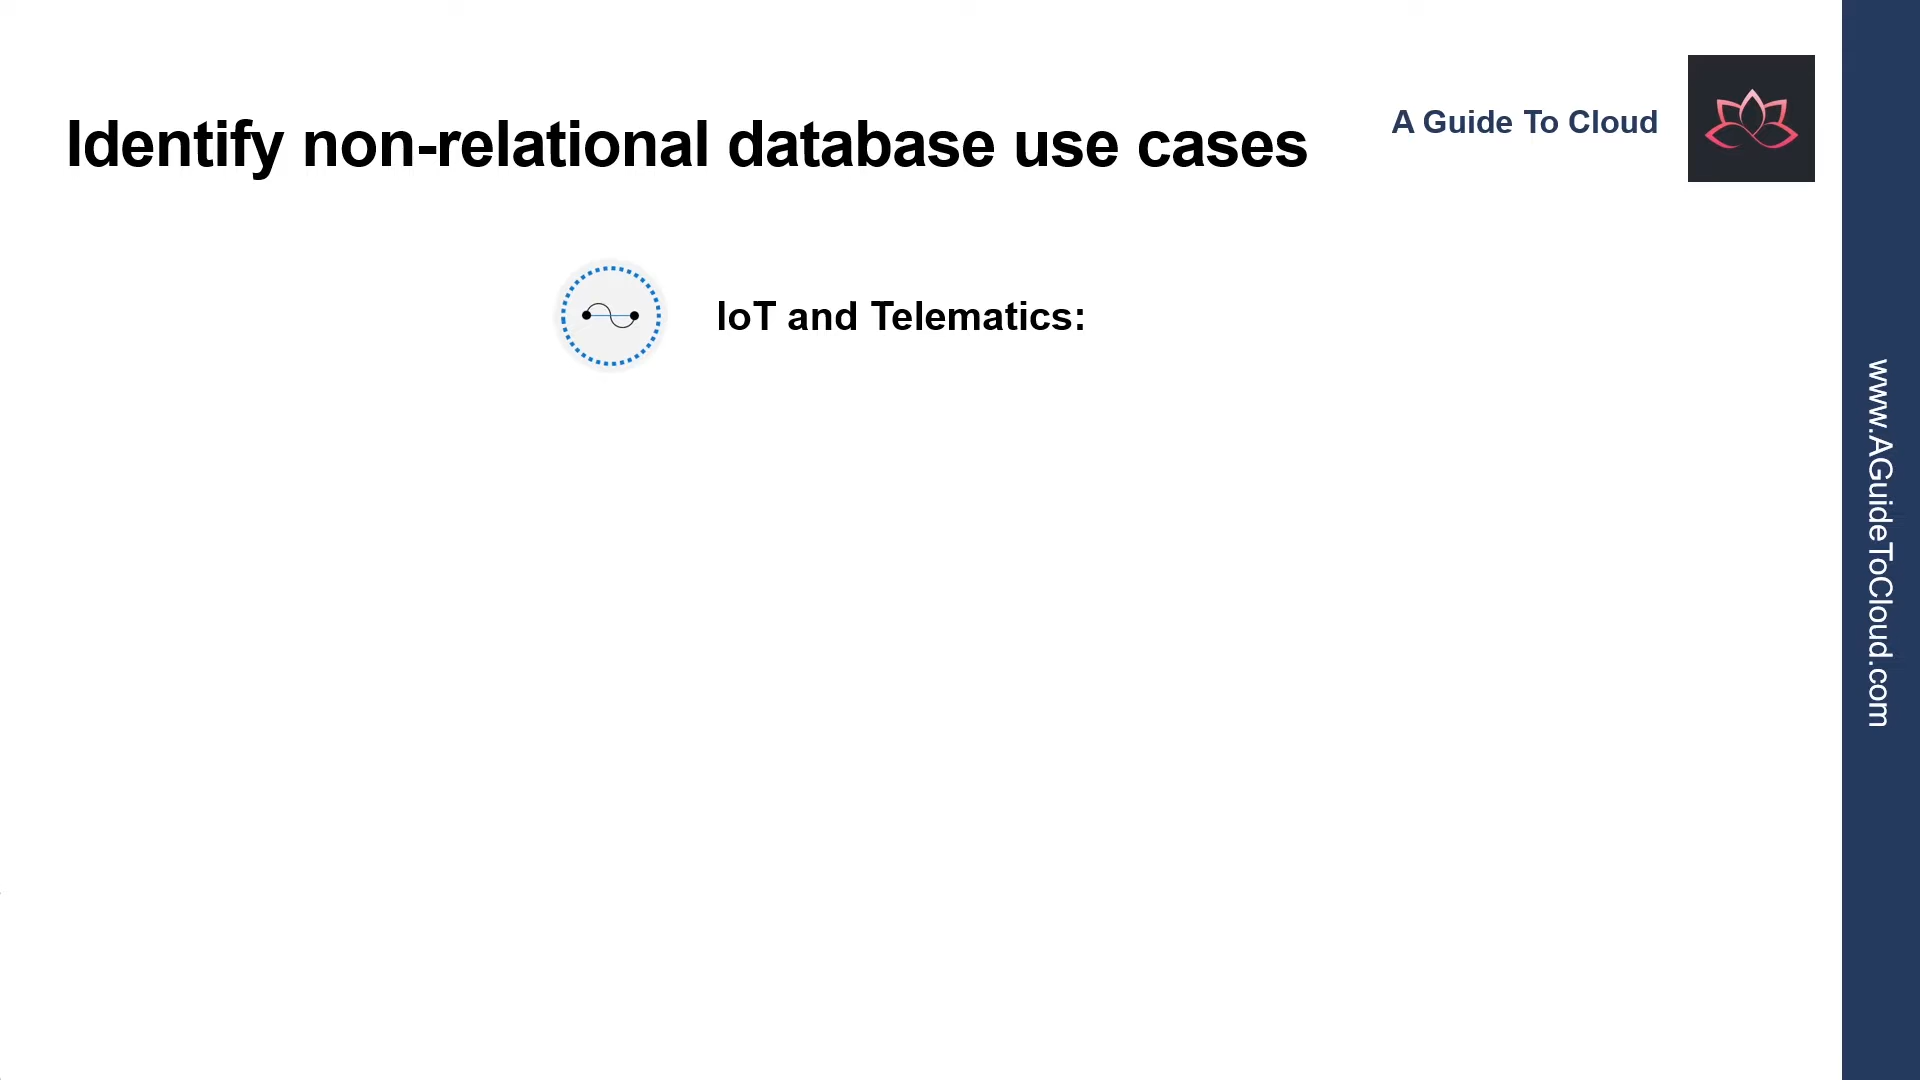 Identify non-relational database use cases
A Guide To Cloud
IoT and Telematics:
www.AGuideToCloud.com